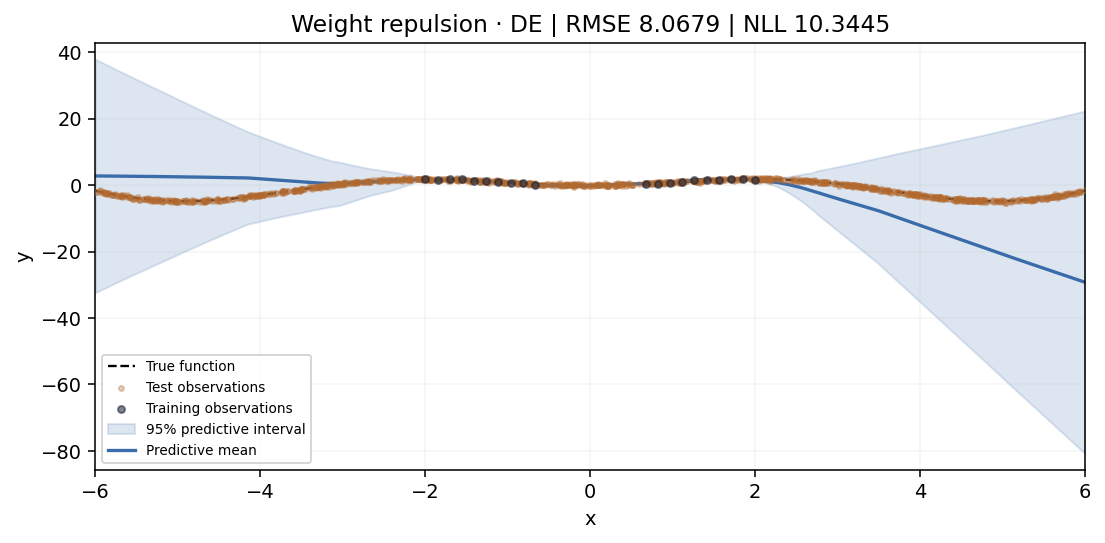 Weight repulsion · DE | RMSE 8.0679 | NLL 10.3445
40
20
0
−20
−40
−60
−80
y
True function
Test observations
Training observations
95% predictive interval
Predictive mean
−6
−4
−2
0
2
4
6
x